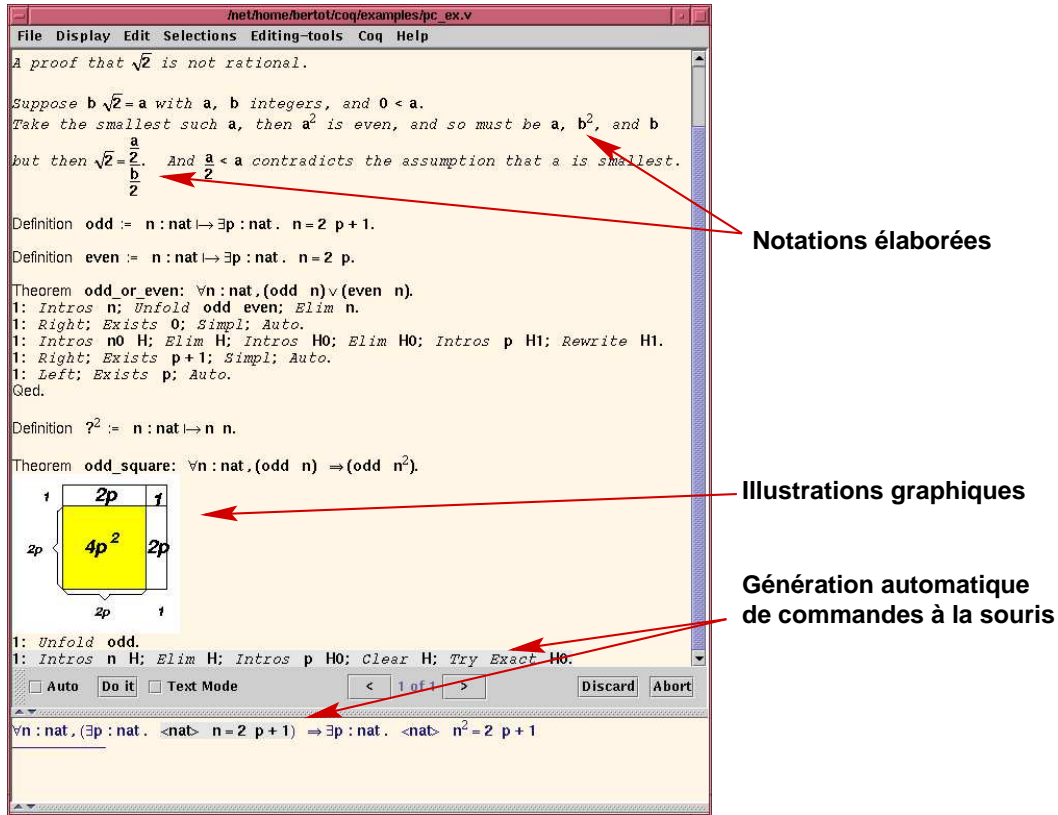 /net/home/bertot/coq/examples/pc_ex.v
File Display Edit Selections Editing-tools Coq Help
A proof that √2 is not rational.
Suppose b √2 = a with a, b integers, and 0 < a.
Take the smallest such a, then a² is even, and so must be a, b², and b
but then √2 = (a/2)/(b/2). And a/2 < a contradicts the assumption that a is smallest.
Notations élaborées
Definition odd := n : nat ↦ ∃p : nat . n = 2 p + 1.
Definition even := n : nat ↦ ∃p : nat . n = 2 p.
Theorem odd_or_even: ∀n : nat , (odd n) ∨ (even n).
1: Intros n; Unfold odd even; Elim n.
1: Right; Exists 0; Simpl; Auto.
1: Intros n0 H; Elim H; Intros H0; Elim H0; Intros p H1; Rewrite H1.
1: Right; Exists p + 1; Simpl; Auto.
1: Left; Exists p; Auto.
Qed.
Definition ?² := n : nat ↦ n n.
Theorem odd_square: ∀n : nat , (odd n) ⇒ (odd n²).
1 2p 1
2p 4p² 2p
2p 1
Illustrations graphiques
Génération automatique
de commandes à la souris
1: Unfold odd.
1: Intros n H; Elim H; Intros p H0; Clear H; Try Exact H0.
Auto Do it Text Mode < 1 of 1 > Discard Abort
∀n : nat , (∃p : nat . <nat> n = 2 p + 1) ⇒ ∃p : nat . <nat> n² = 2 p + 1